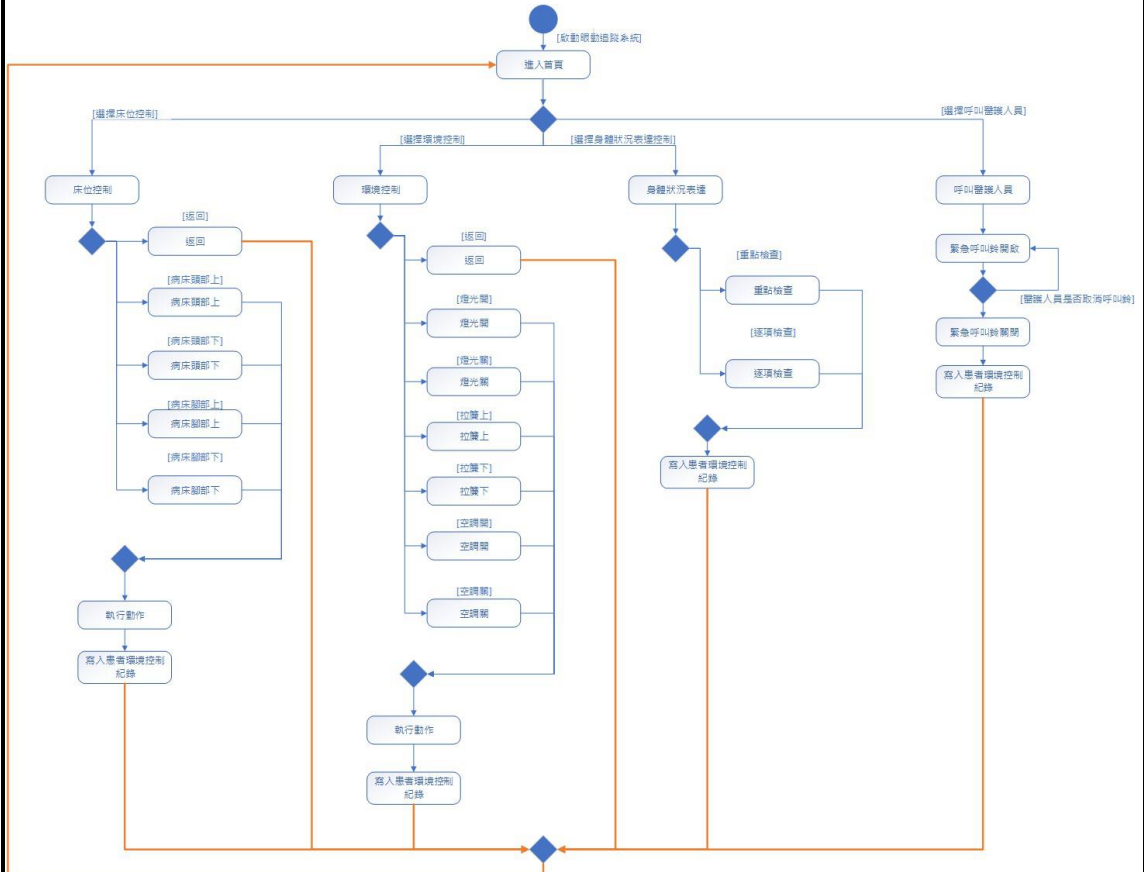 [啟動眼動追蹤系統]
進入首頁
[選擇床位控制]
[選擇環境控制]
[選擇身體狀況表達控制]
[選擇呼叫醫護人員]
床位控制
[返回]
返回
[病床頭部上]
病床頭部上
[病床頭部下]
病床頭部下
[病床腳部上]
病床腳部上
[病床腳部下]
病床腳部下
執行動作
寫入患者環境控制
紀錄
環境控制
[返回]
返回
[燈光開]
燈光開
[燈光關]
燈光關
[拉簾上]
拉簾上
[拉簾下]
拉簾下
[空調開]
空調開
[空調關]
空調關
執行動作
寫入患者環境控制
紀錄
身體狀況表達
[重點檢查]
重點檢查
[逐項檢查]
逐項檢查
寫入患者環境控制
紀錄
呼叫醫護人員
緊急呼叫鈴開啟
[醫護人員是否取消呼叫鈴]
緊急呼叫鈴關閉
寫入患者環境控制
紀錄